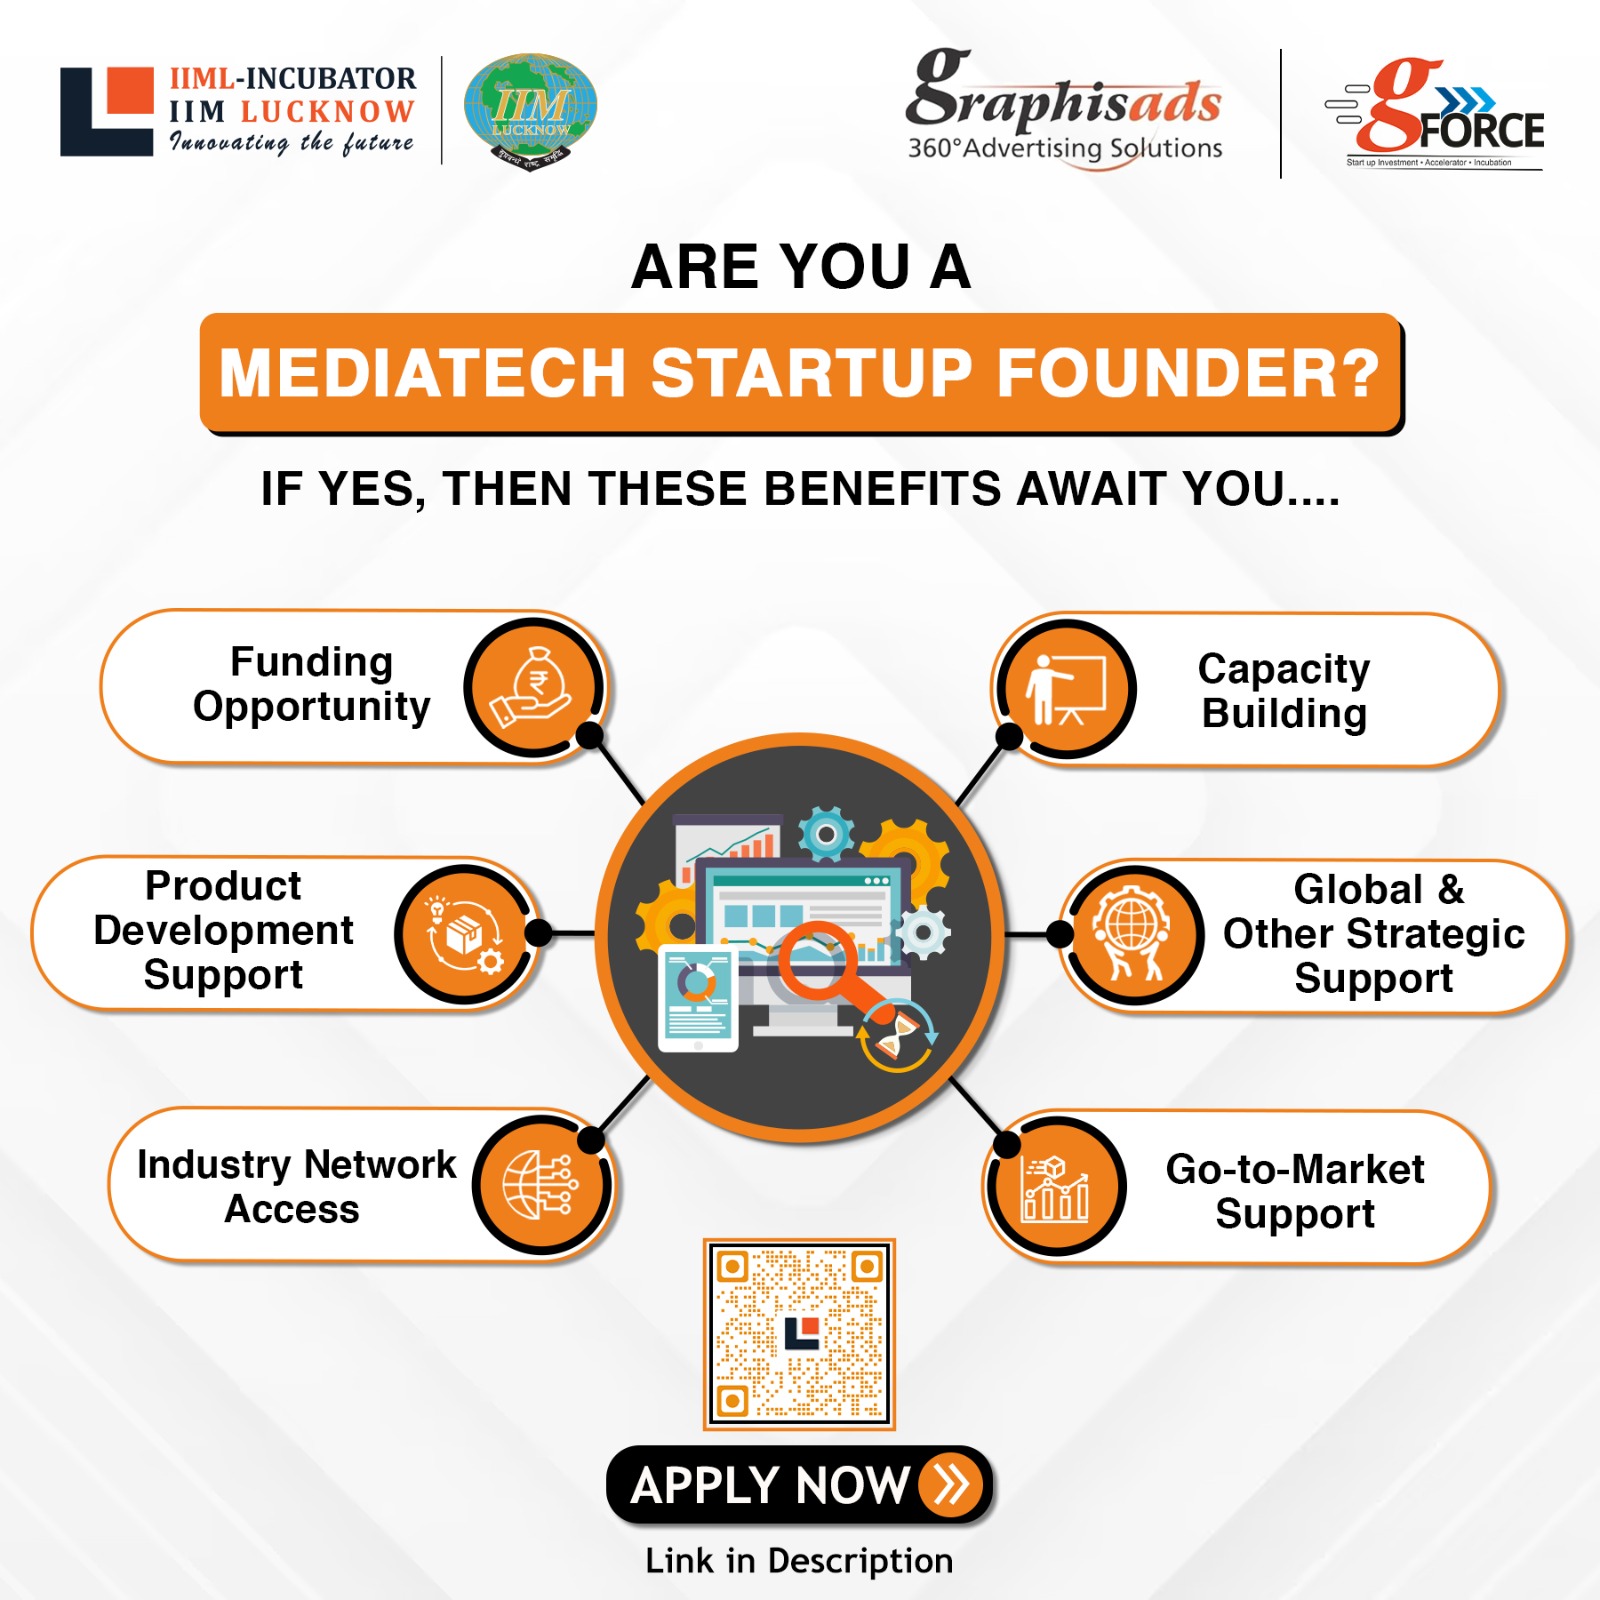 IIML-INCUBATOR
IIM LUCKNOW
Innovating the future
IIM
LUCKNOW
graphisads
360°Advertising Solutions
gFORCE
Start up Investment • Accelerator • Incubation
ARE YOU A
MEDIATECH STARTUP FOUNDER?
IF YES, THEN THESE BENEFITS AWAIT YOU....
Funding
Opportunity
Capacity
Building
Product
Development
Support
Global &
Other Strategic
Support
Industry Network
Access
Go-to-Market
Support
APPLY NOW
Link in Description